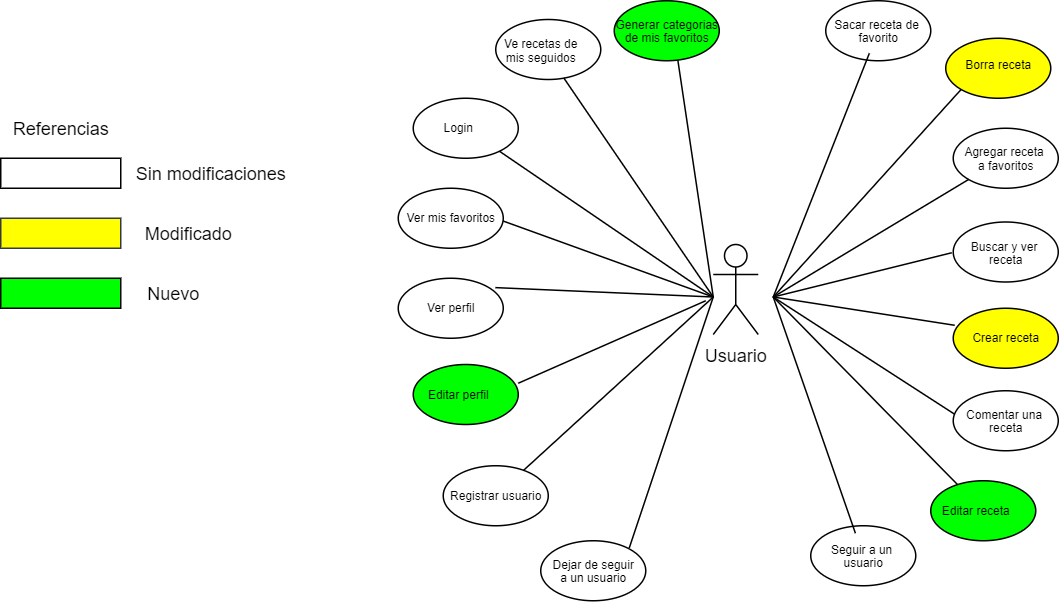 Referencias
Sin modificaciones
Modificado
Nuevo
Generar categorias
de mis favoritos
Ve recetas de
mis seguidos
Login
Ver mis favoritos
Ver perfil
Editar perfil
Registrar usuario
Dejar de seguir
a un usuario
Usuario
Sacar receta de
favorito
Borra receta
Agregar receta
a favoritos
Buscar y ver
receta
Crear receta
Comentar una
receta
Editar receta
Seguir a un
usuario